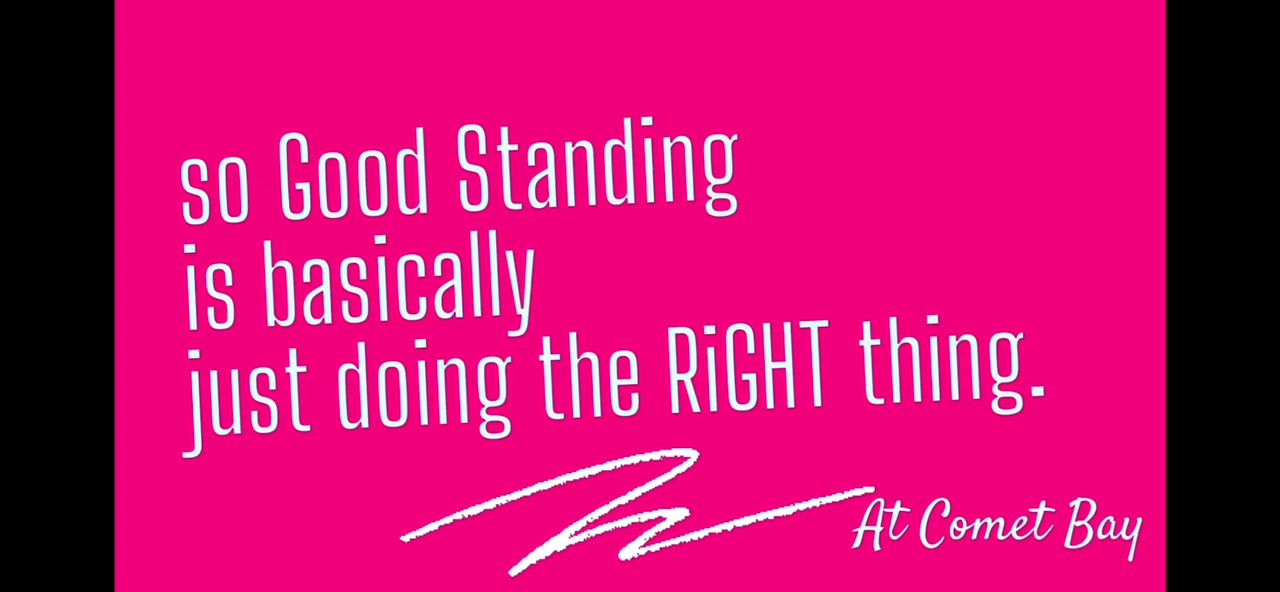 so Good Standing
is basically
just doing the RiGHT thing.
At Comet Bay